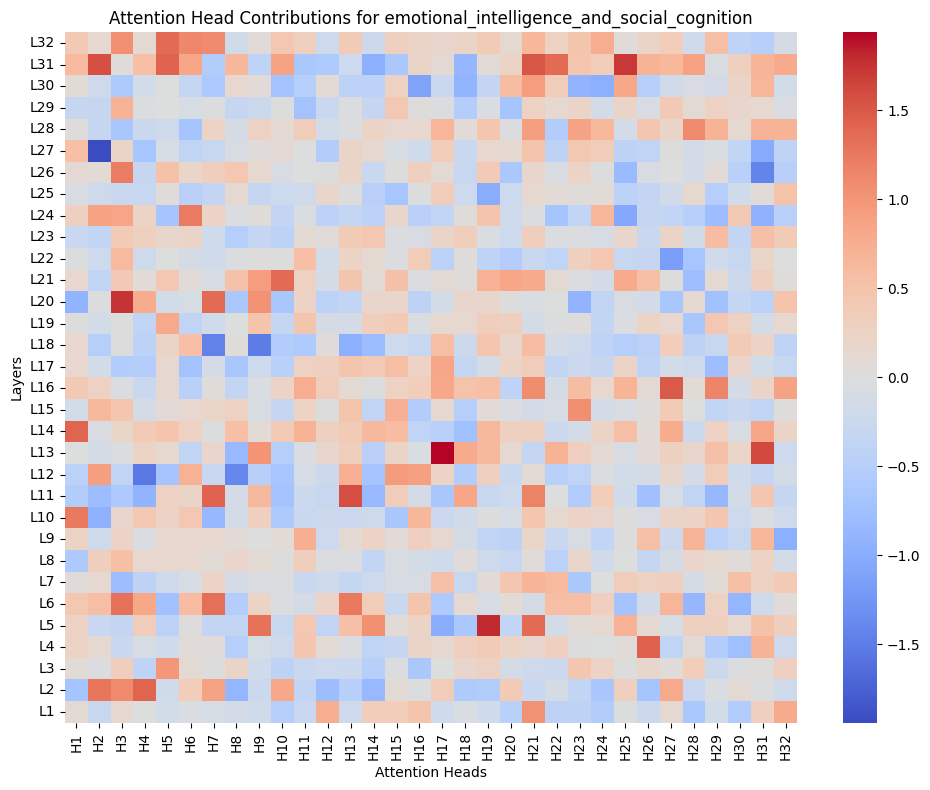 Attention Head Contributions for emotional_intelligence_and_social_cognition
Layers
L32
L31
L30
L29
L28
L27
L26
L25
L24
L23
L22
L21
L20
L19
L18
L17
L16
L15
L14
L13
L12
L11
L10
L9
L8
L7
L6
L5
L4
L3
L2
L1
H1 H2 H3 H4 H5 H6 H7 H8 H9 H10 H11 H12 H13 H14 H15 H16 H17 H18 H19 H20 H21 H22 H23 H24 H25 H26 H27 H28 H29 H30 H31 H32
Attention Heads
1.5
1.0
0.5
0.0
−0.5
−1.0
−1.5